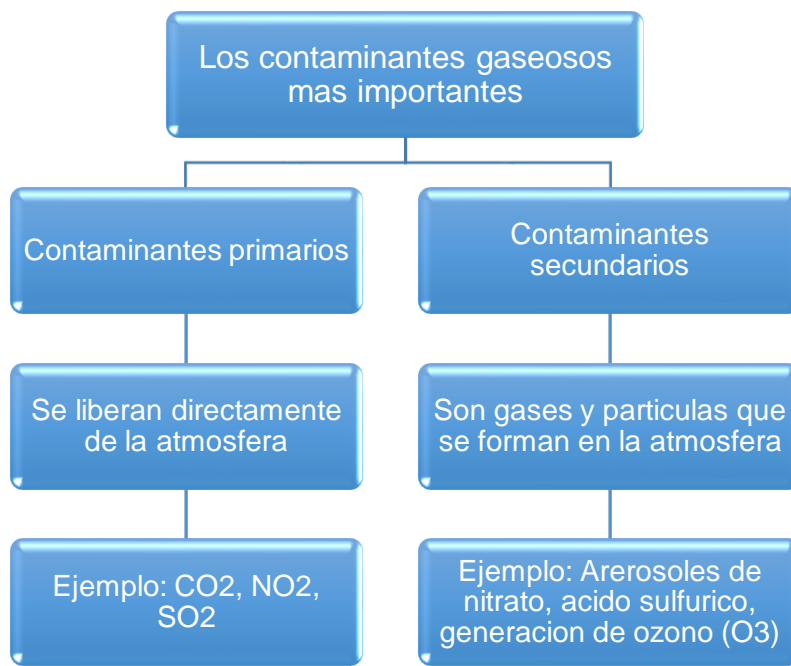 Los contaminantes gaseosos
mas importantes
Contaminantes primarios
Contaminantes
secundarios
Se liberan directamente
de la atmosfera
Son gases y particulas que
se forman en la atmosfera
Ejemplo: CO2, NO2,
SO2
Ejemplo: Arerosoles de
nitrato, acido sulfurico,
generacion de ozono (O3)